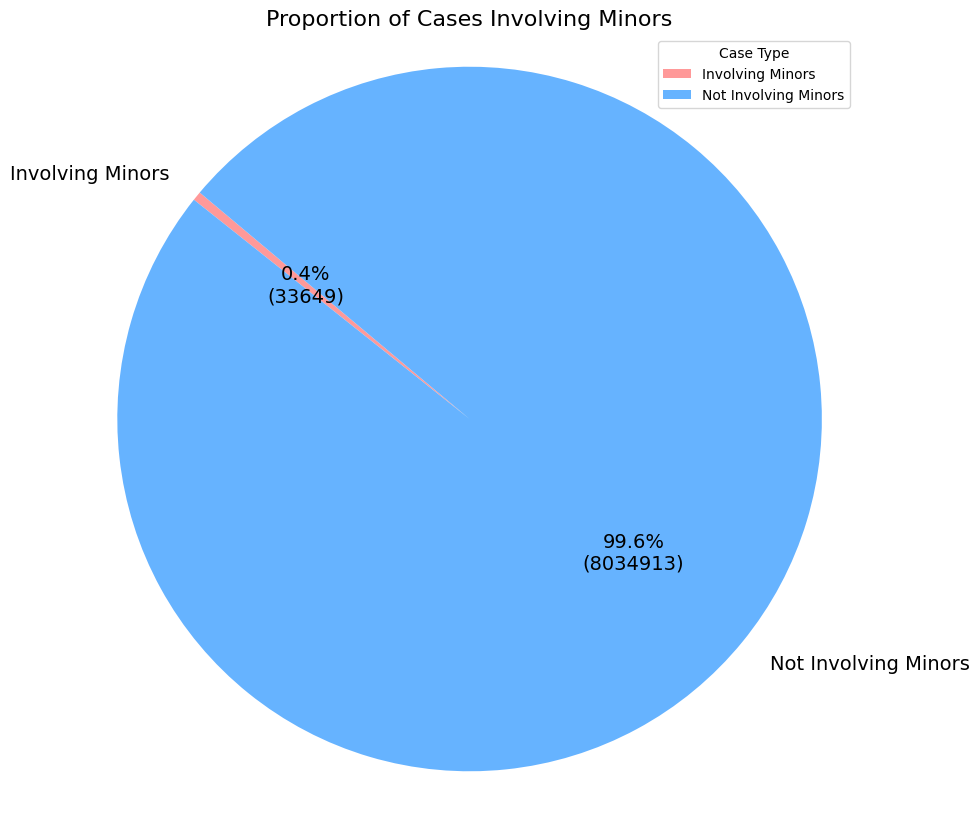 Proportion of Cases Involving Minors
Case Type
Involving Minors
Not Involving Minors
Involving Minors
0.4%
(33649)
99.6%
(8034913)
Not Involving Minors